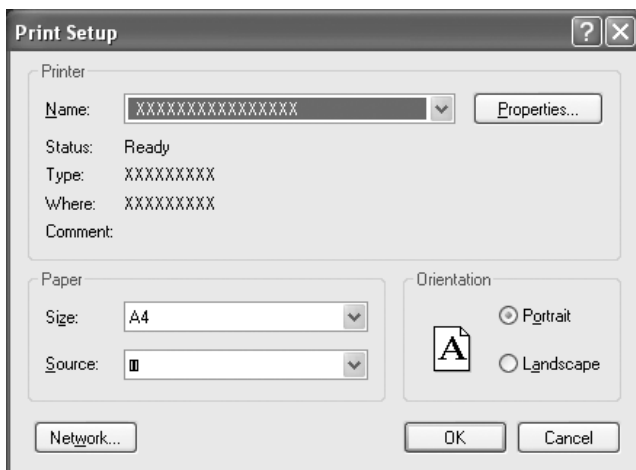 Print Setup
Printer
Name: XXXXXXXXXXXXXXXX Properties...
Status: Ready
Type: XXXXXXXXX
Where: XXXXXXXXX
Comment:
Paper
Size: A4
Source:
Orientation
A
Portrait
Landscape
Network... OK Cancel